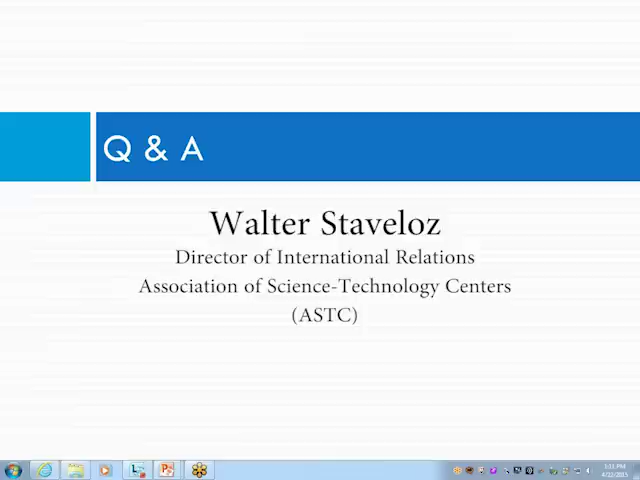 Q & A
Walter Staveloz
Director of International Relations
Association of Science-Technology Centers
(ASTC)